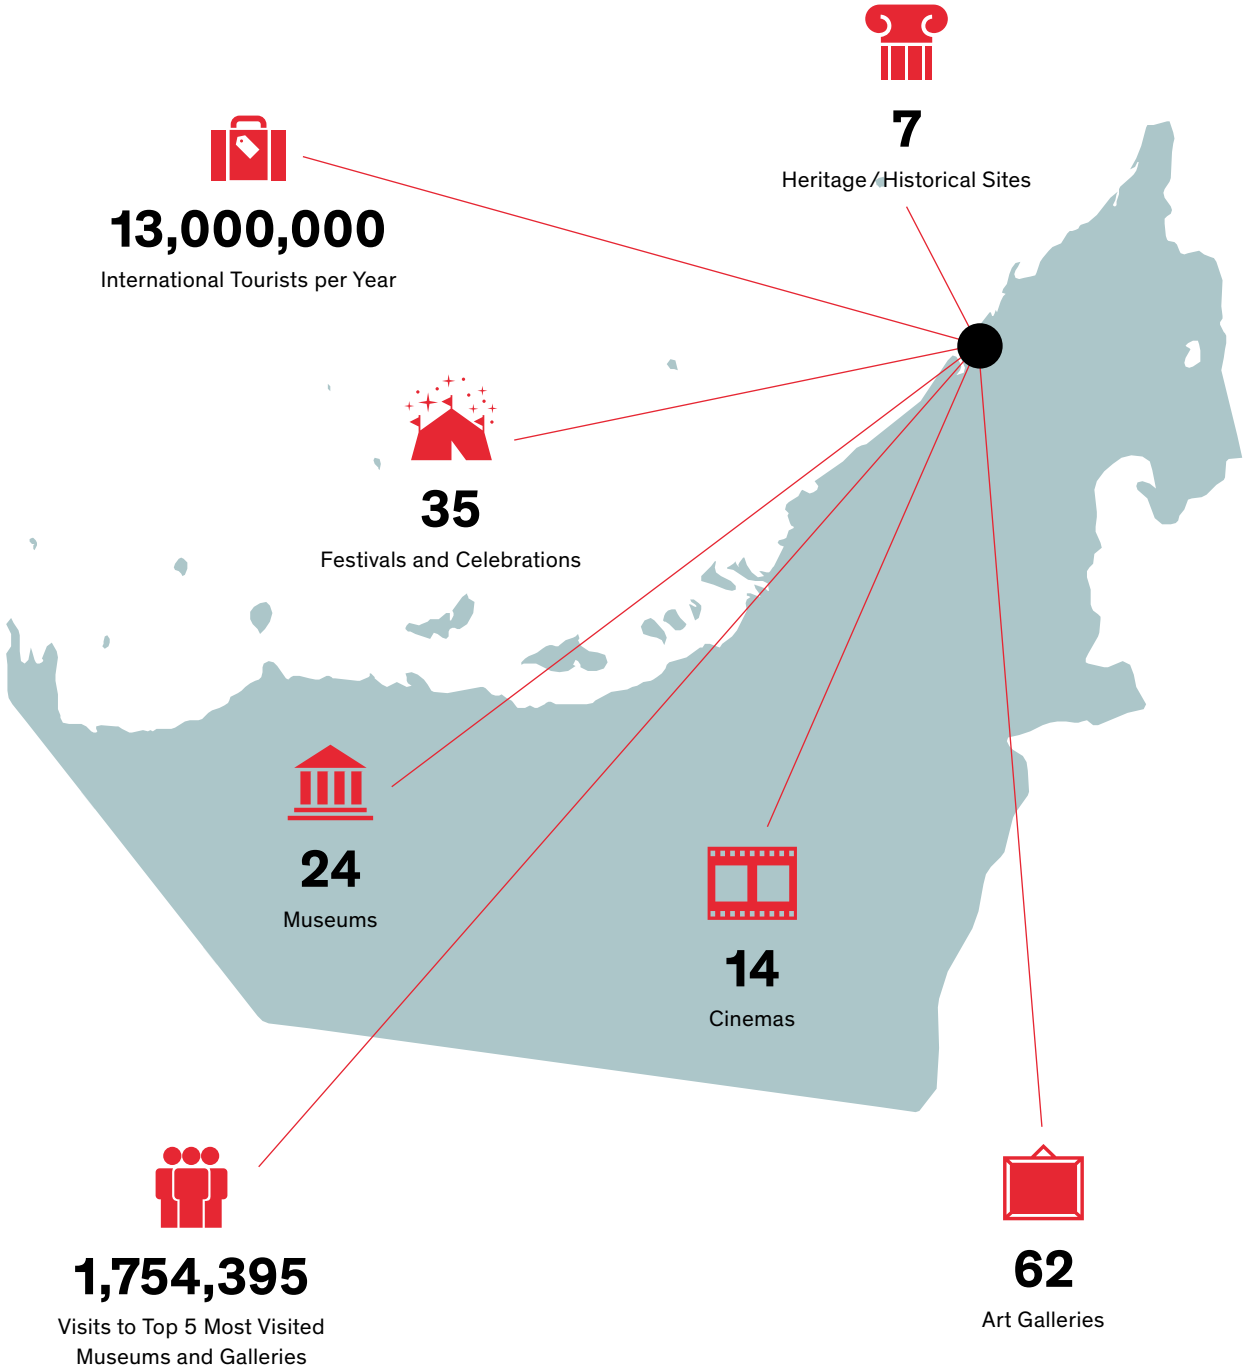 7
Heritage/Historical Sites
13,000,000
International Tourists per Year
35
Festivals and Celebrations
24
Museums
14
Cinemas
1,754,395
Visits to Top 5 Most Visited
Museums and Galleries
62
Art Galleries